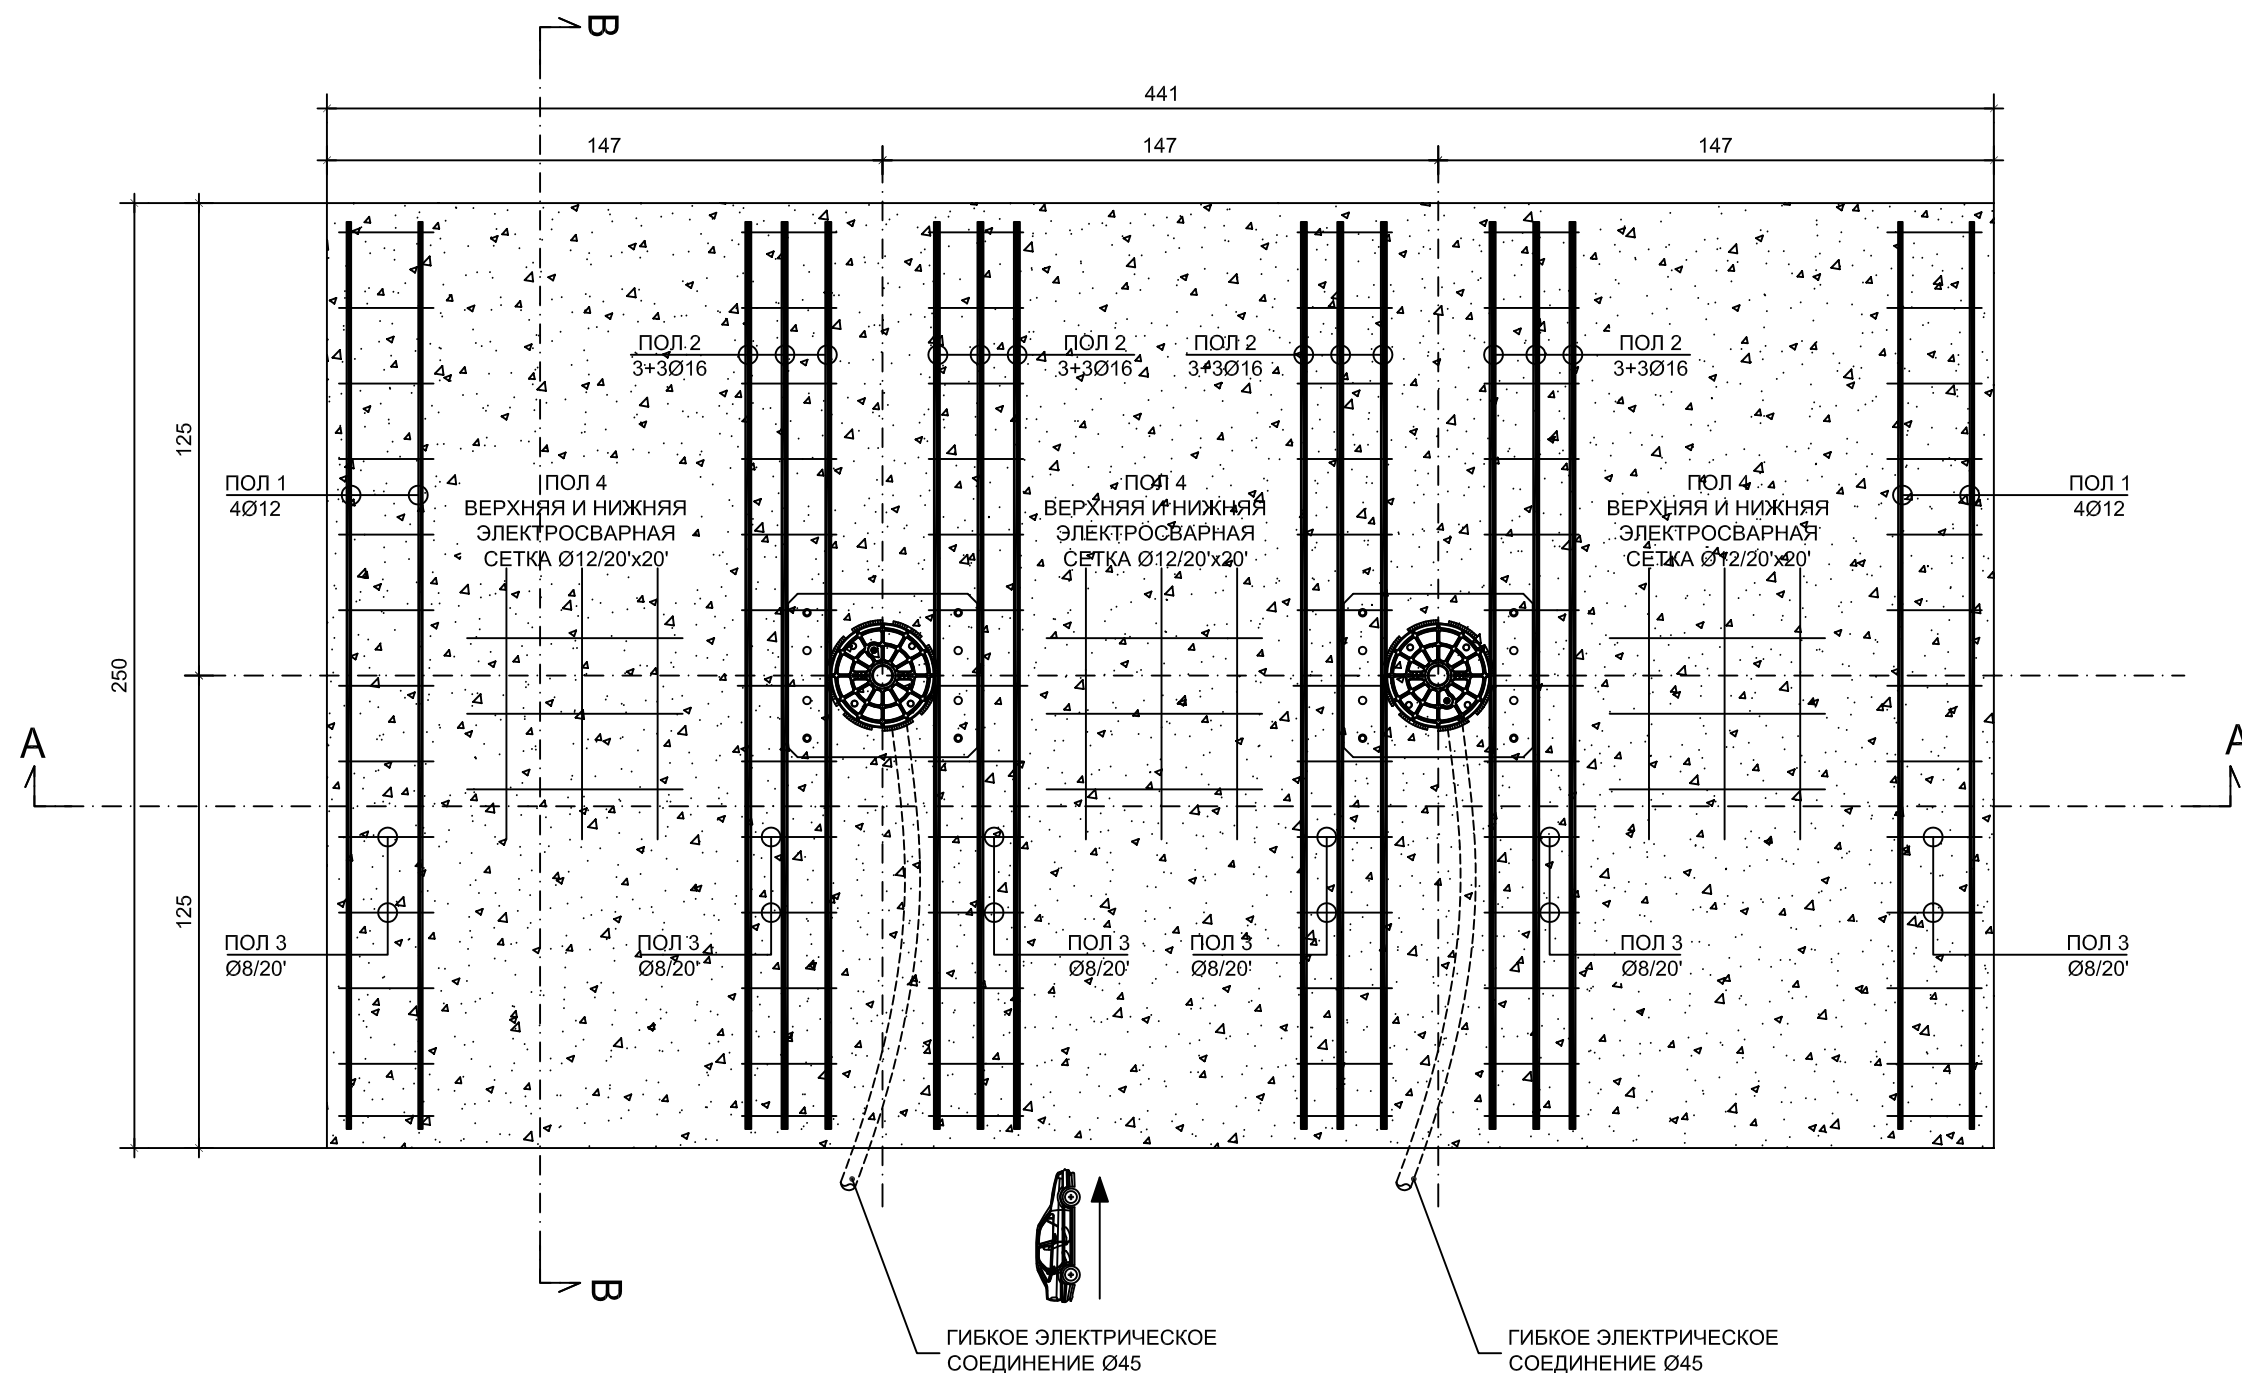 B
441
147
147
147
ПОЛ 2
3+3Ø16
ПОЛ 2
3+3Ø16
ПОЛ 2
3+3Ø16
ПОЛ 2
3+3Ø16
125
ПОЛ 1
4Ø12
ПОЛ 4
ВЕРХНЯЯ И НИЖНЯЯ
ЭЛЕКТРОСВАРНАЯ
СЕТКА Ø12/20'x20'
ПОЛ 4
ВЕРХНЯЯ И НИЖНЯЯ
ЭЛЕКТРОСВАРНАЯ
СЕТКА Ø12/20'x20'
ПОЛ 4
ВЕРХНЯЯ И НИЖНЯЯ
ЭЛЕКТРОСВАРНАЯ
СЕТКА Ø12/20'x20'
ПОЛ 1
4Ø12
250
A
A
125
ПОЛ 3
Ø8/20'
ПОЛ 3
Ø8/20'
ПОЛ 3
Ø8/20'
ПОЛ 3
Ø8/20'
ПОЛ 3
Ø8/20'
ПОЛ 3
Ø8/20'
B
ГИБКОЕ ЭЛЕКТРИЧЕСКОЕ
СОЕДИНЕНИЕ Ø45
ГИБКОЕ ЭЛЕКТРИЧЕСКОЕ
СОЕДИНЕНИЕ Ø45